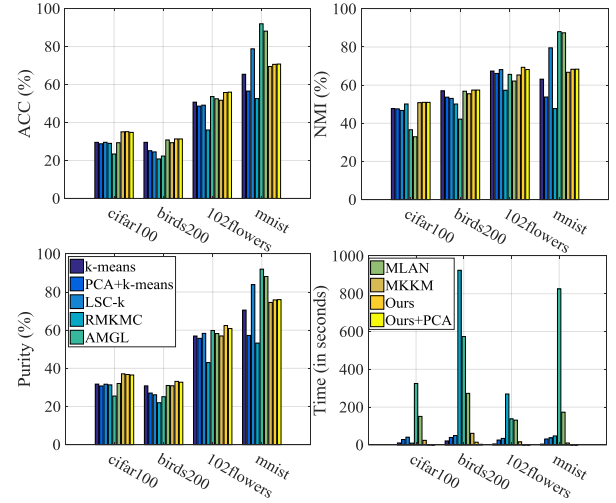 100
80
60
40
20
0
ACC (%)
cifar100
birds200
102flowers
mnist
100
80
60
40
20
0
NMI (%)
cifar100
birds200
102flowers
mnist
100
80
60
40
20
0
Purity (%)
k-means
PCA+k-means
LSC-k
RMKMC
AMGL
cifar100
birds200
102flowers
mnist
1000
800
600
400
200
0
Time (in seconds)
MLAN
MKKM
Ours
Ours+PCA
cifar100
birds200
102flowers
mnist